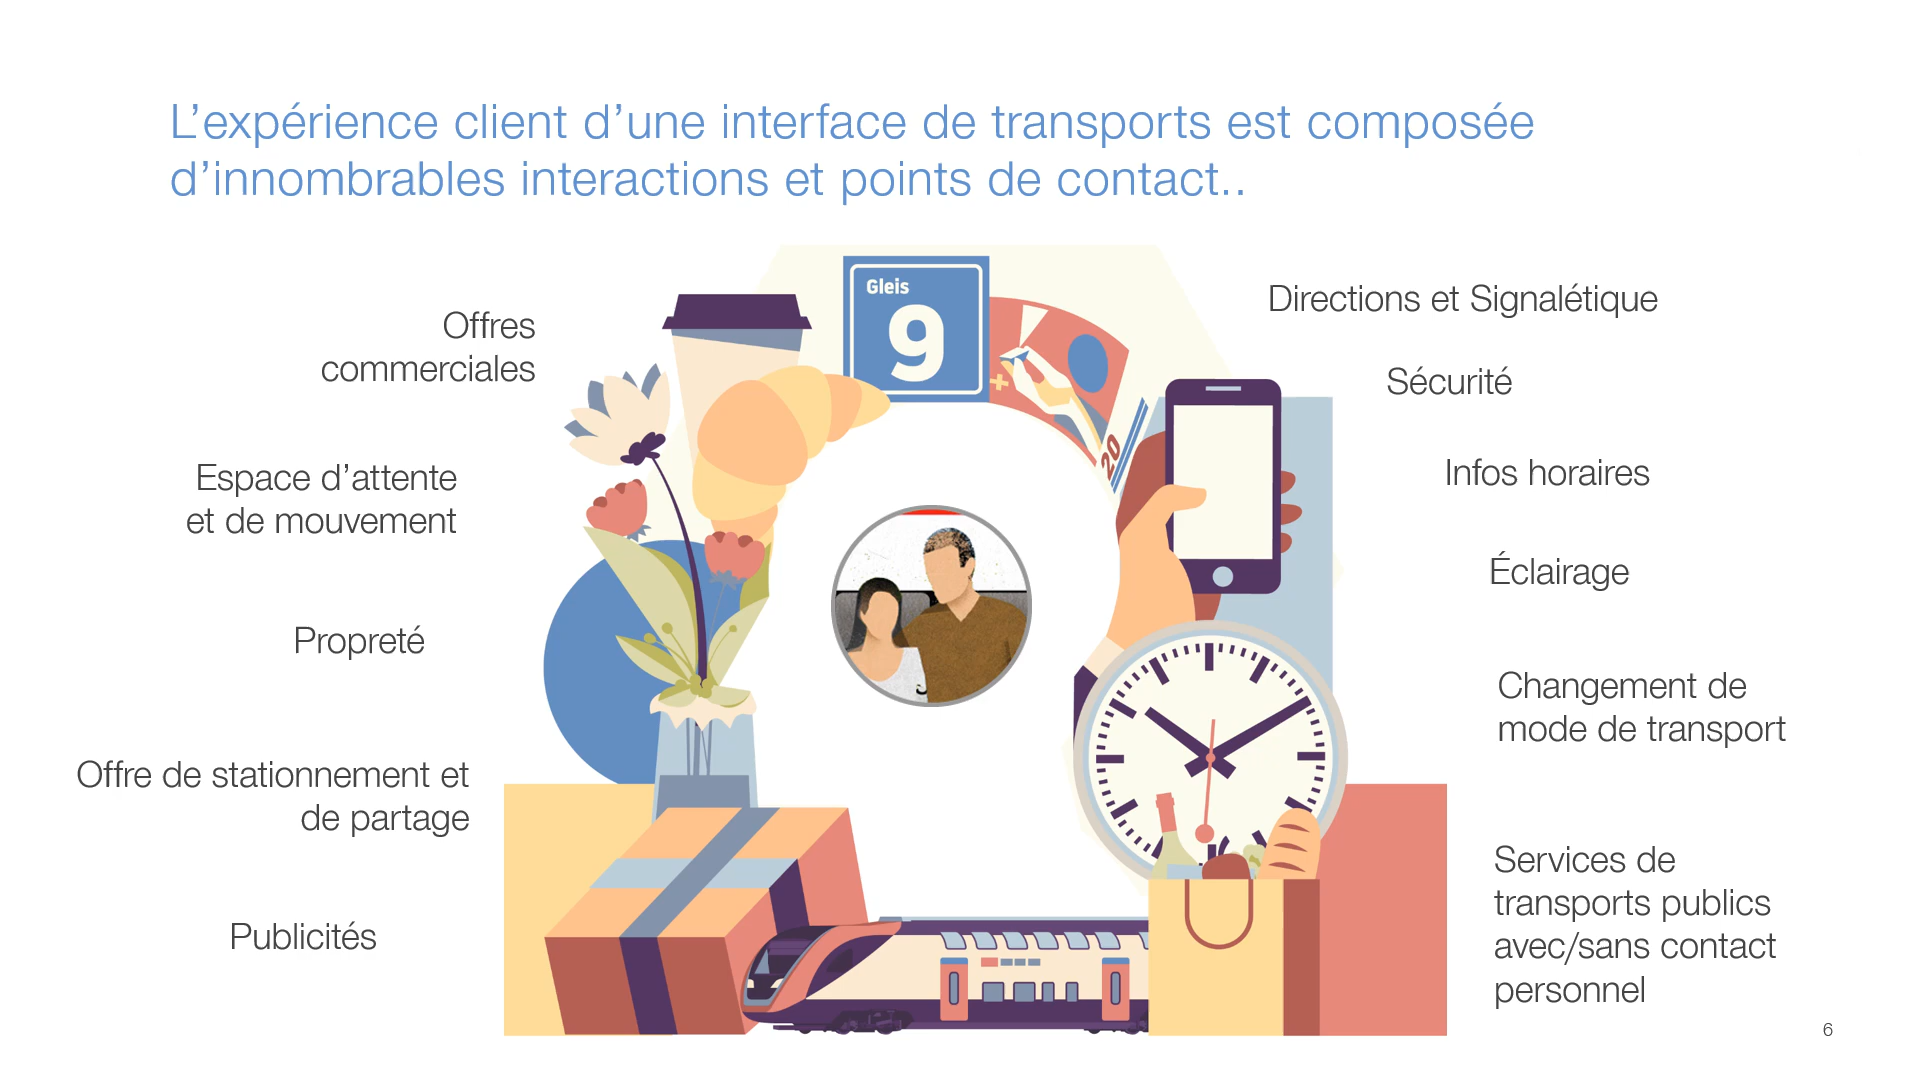 L’expérience client d’une interface de transports est composée
d’innombrables interactions et points de contact..
Offres
commerciales
Espace d’attente
et de mouvement
Propreté
Offre de stationnement et
de partage
Publicités
Gleis
9
20
Directions et Signalétique
Sécurité
Infos horaires
Éclairage
Changement de
mode de transport
Services de
transports publics
avec/sans contact
personnel
6